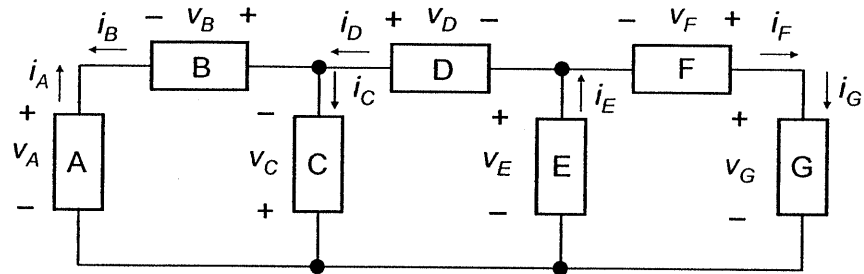 − v_B + + v_D − − v_F +
i_B i_D i_F
B D F
i_A i_C i_E i_G
+ − + +
v_A A v_C C v_E E v_G G
− + − −